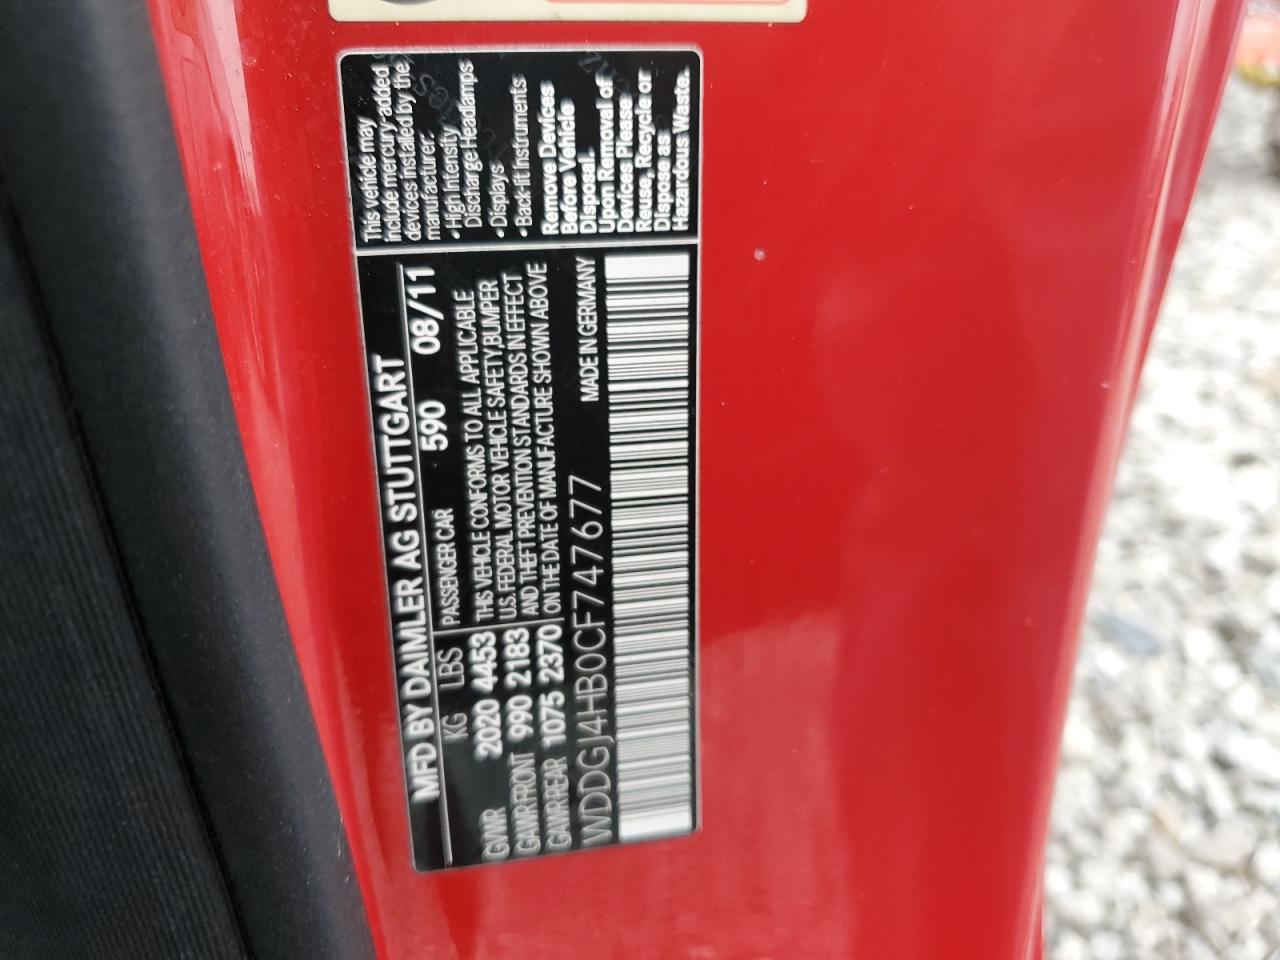 MFD BY DAIMLER AG STUTTGART
KG LBS PASSENGER CAR 590 08/11
GVWR 2020 4453 THIS VEHICLE CONFORMS TO ALL APPLICABLE
GAWR FRONT 990 2183 U.S. FEDERAL MOTOR VEHICLE SAFETY,BUMPER
GAWR REAR 1075 2370 AND THEFT PREVENTION STANDARDS IN EFFECT
ON THE DATE OF MANUFACTURE SHOWN ABOVE
WDDGJ4HB0CF747677 MADE IN GERMANY
This vehicle may
include mercury-added
devices installed by the
manufacturer:
• High Intensity
Discharge Headlamps
• Displays
• Back-lit Instruments
Remove Devices
Before Vehicle
Disposal.
Upon Removal of
Devices Please
Reuse, Recycle or
Dispose as
Hazardous Waste.